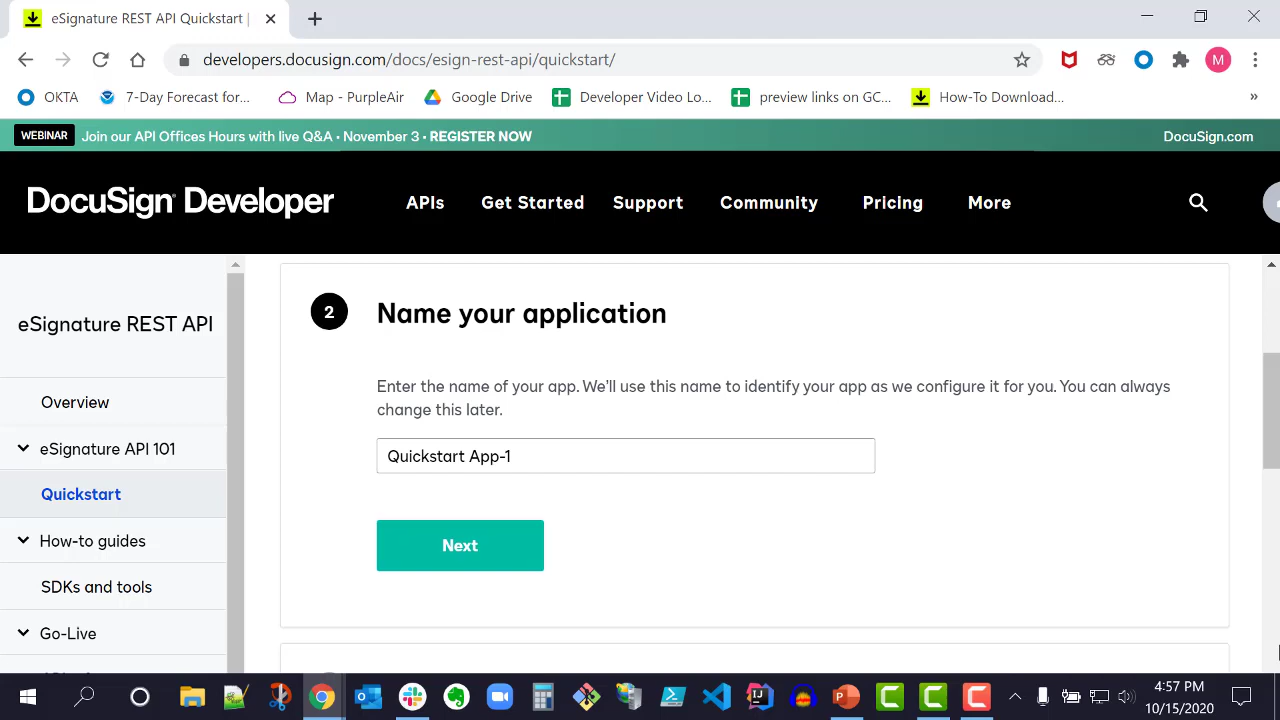 eSignature REST API Quickstart |
developers.docusign.com/docs/esign-rest-api/quickstart/
M
OKTA
7-Day Forecast for...
Map - PurpleAir
Google Drive
Developer Video Lo...
preview links on GC...
How-To Download...
»
WEBINAR Join our API Offices Hours with live Q&A • November 3 • REGISTER NOW
DocuSign.com
DocuSign Developer
APIs
Get Started
Support
Community
Pricing
More
eSignature REST API
Overview
eSignature API 101
Quickstart
How-to guides
SDKs and tools
Go-Live
2
Name your application
Enter the name of your app. We'll use this name to identify your app as we configure it for you. You can always
change this later.
Quickstart App-1
Next
4:57 PM
10/15/2020